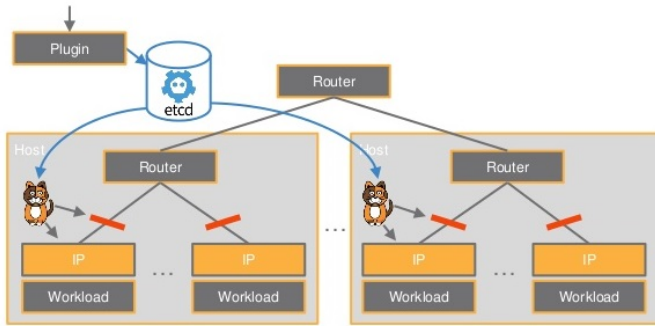 Plugin
etcd
Router
Host
Router
IP
...
IP
Workload
Workload
...
Host
Router
IP
...
IP
Workload
Workload